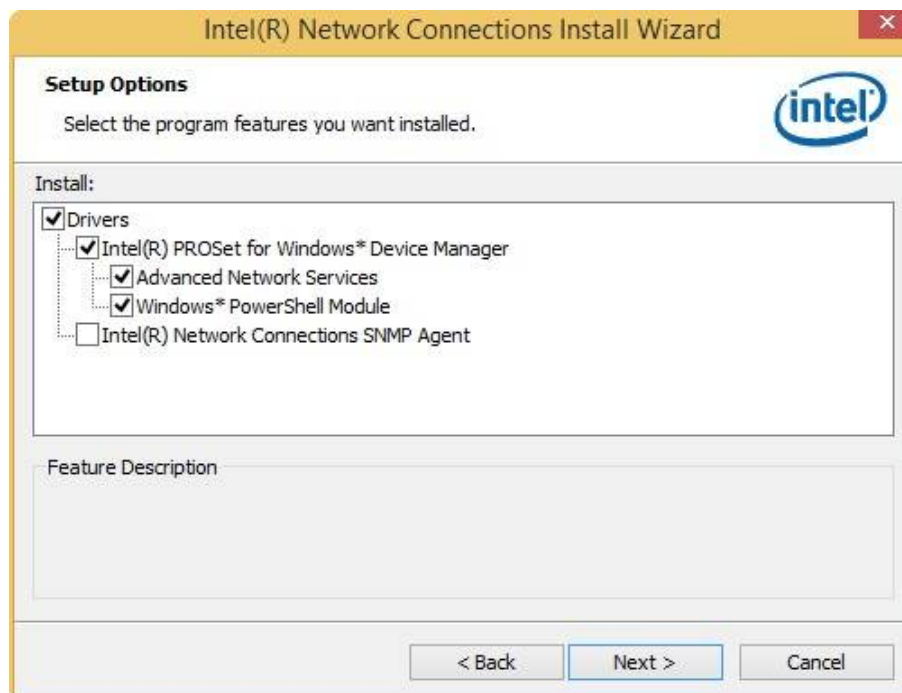 Intel(R) Network Connections Install Wizard
Setup Options
Select the program features you want installed.
intel
Install:
Drivers
Intel(R) PROSet for Windows* Device Manager
Advanced Network Services
Windows* PowerShell Module
Intel(R) Network Connections SNMP Agent
Feature Description
< Back Next > Cancel